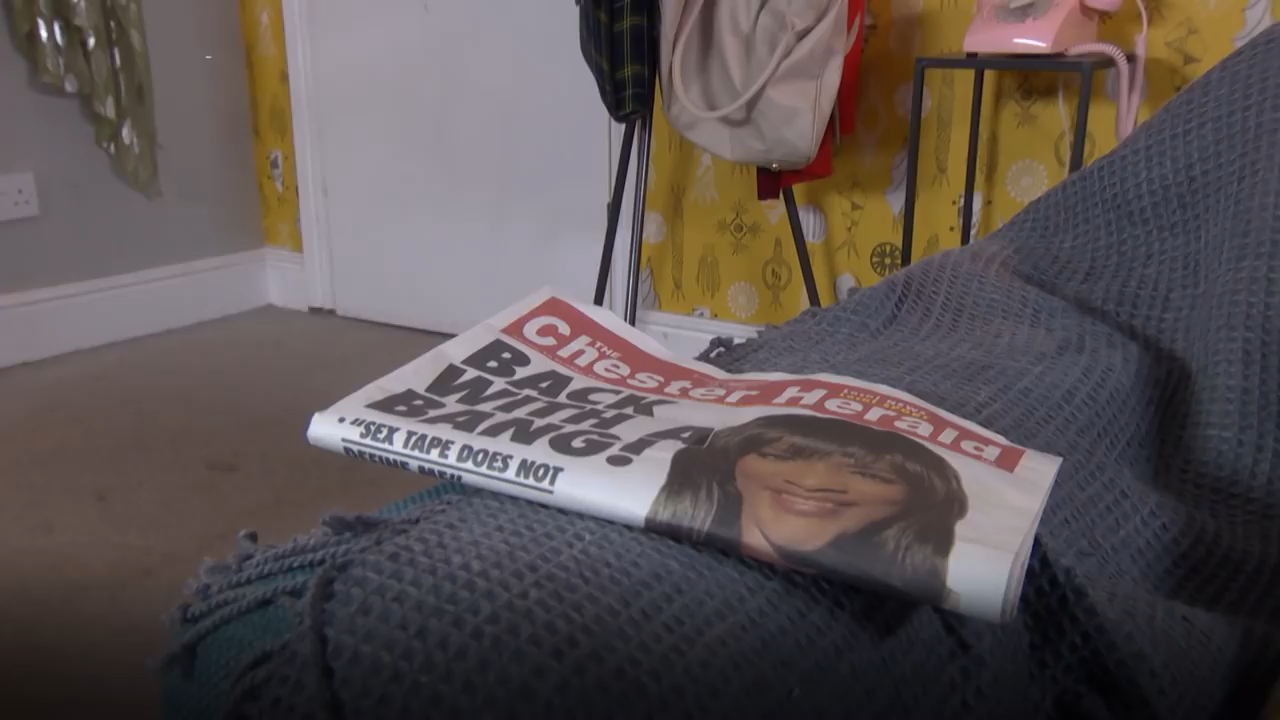 THE
Chester Herald
BACK
WITH A
BANG!
• "SEX TAPE DOES NOT
DEFINE ME"